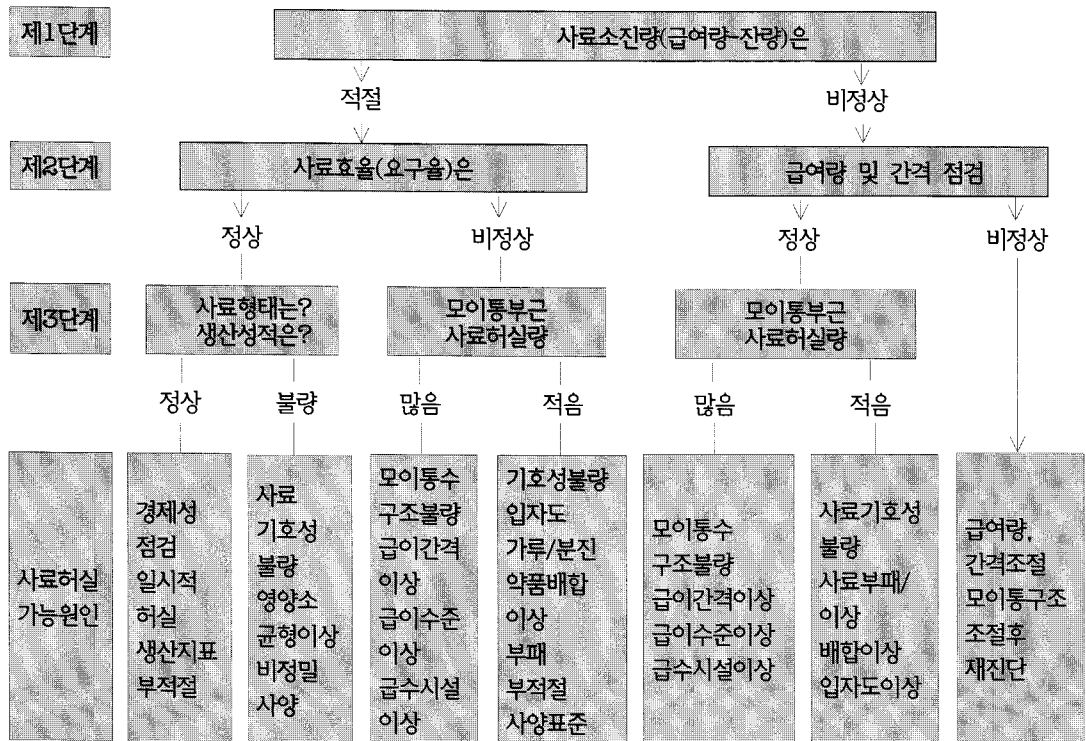 제1단계
사료소진량(급여량-잔량)은
적절
비정상
제2단계
사료효율(요구율)은
급여량 및 간격 점검
정상
비정상
정상
비정상
제3단계
사료형태는?
생산성적은?
모이통부근
사료허실량
모이통부근
사료허실량
정상
불량
많음
적음
많음
적음
사료허실
가능원인
경제성
점검
일시적
허실
생산지표
부적절
사료
기호성
불량
영양소
균형이상
비정밀
사양
모이통수
구조불량
급이간격
이상
급이수준
이상
급수시설
이상
기호성불량
입자도
가루/분진
약품배합
이상
부패
부적절
사양표준
모이통수
구조불량
급이간격이상
급이수준이상
급수시설이상
사료기호성
불량
사료부패/
이상
배합이상
입자도이상
급여량,
간격조절
모이통구조
조절후
재진단